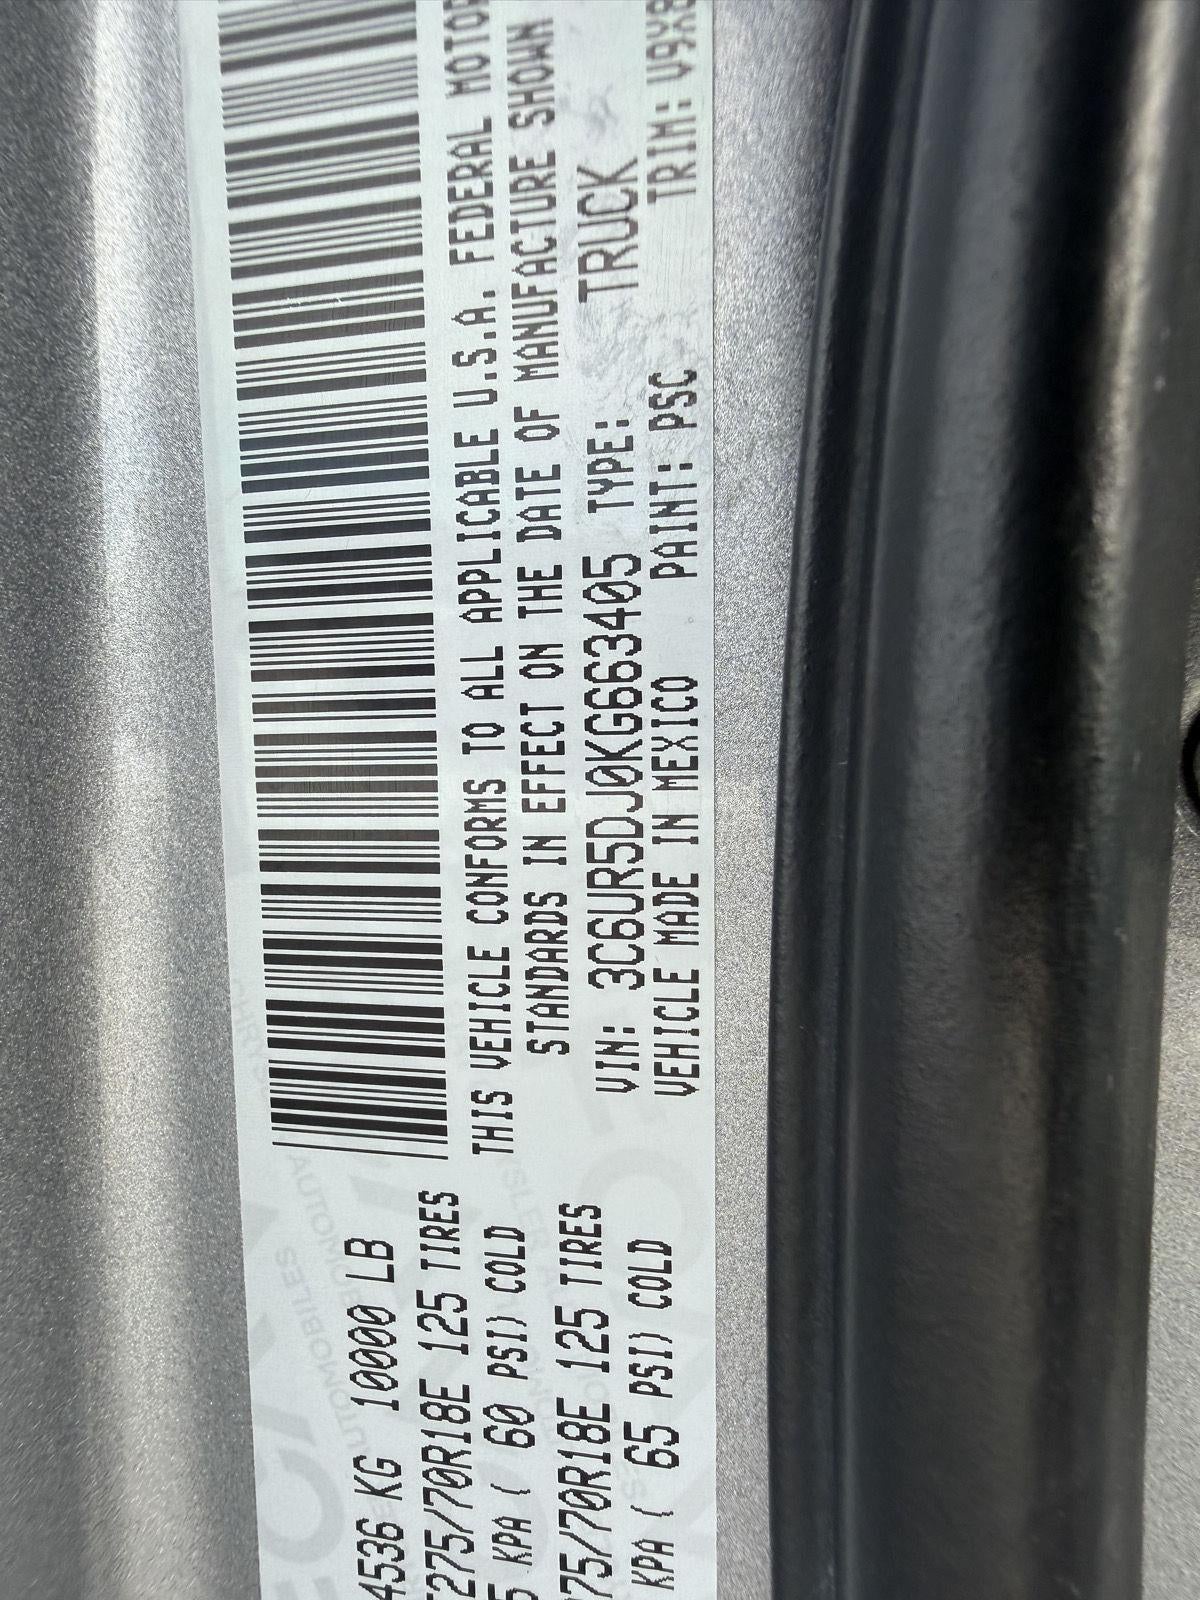 4536 KG 10000 LB
275/70R18E 125 TIRES
5 KPA ( 60 PSI) COLD
75/70R18E 125 TIRES
KPA ( 65 PSI) COLD
THIS VEHICLE CONFORMS TO ALL APPLICABLE U.S.A. FEDERAL MOTOR
STANDARDS IN EFFECT ON THE DATE OF MANUFACTURE SHOWN
VIN: 3C6UR5DJ0KG663405 TYPE: TRUCK
VEHICLE MADE IN MEXICO PAINT: PSC TRIM: V9X8